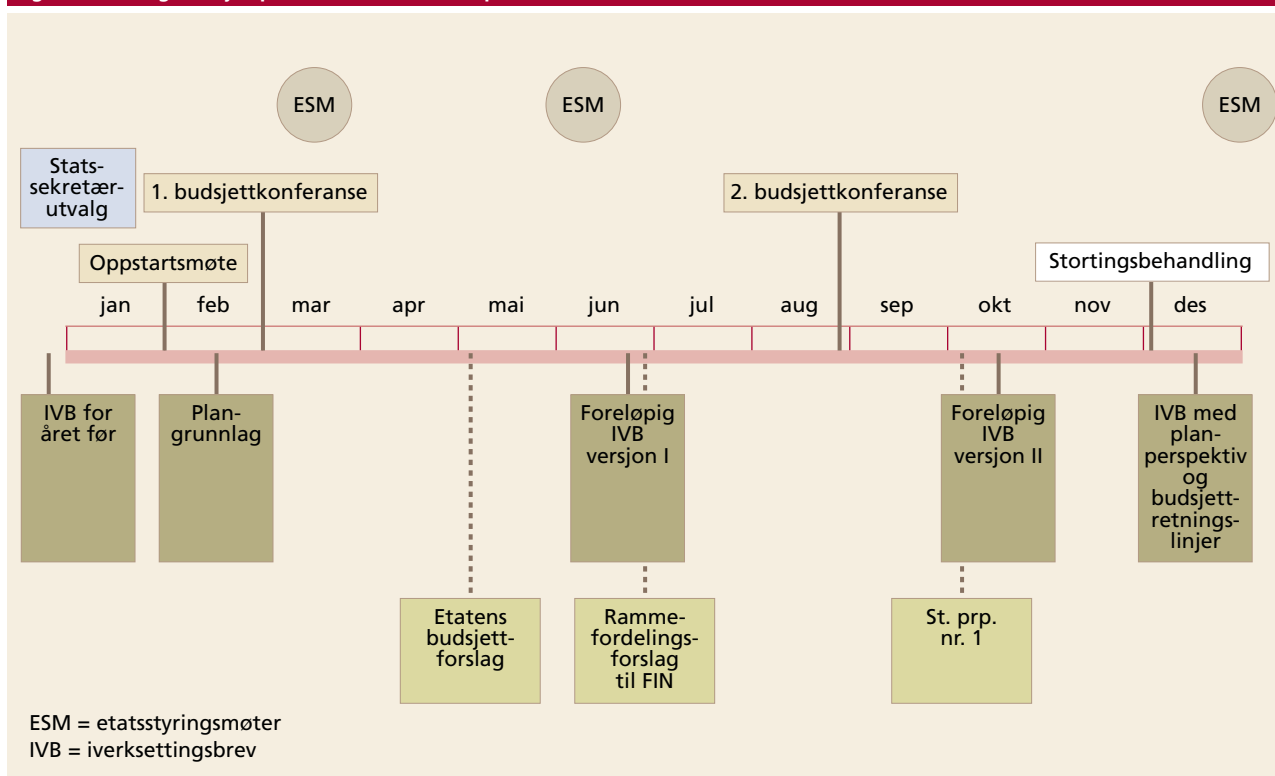 ESM
ESM
ESM
Stats-
sekretær-
utvalg
1. budsjettkonferanse
2. budsjettkonferanse
Oppstartsmøte
Stortingsbehandling
jan feb mar apr mai jun jul aug sep okt nov des
IVB for
året før
Plan-
grunnlag
Foreløpig
IVB
versjon I
Foreløpig
IVB
versjon II
IVB med
plan-
perspektiv
og
budsjett-
retnings-
linjer
Etatens
budsjett-
forslag
Ramme-
fordelings-
forslag
til FIN
St. prp.
nr. 1
ESM = etatsstyringsmøter
IVB = iverksettingsbrev